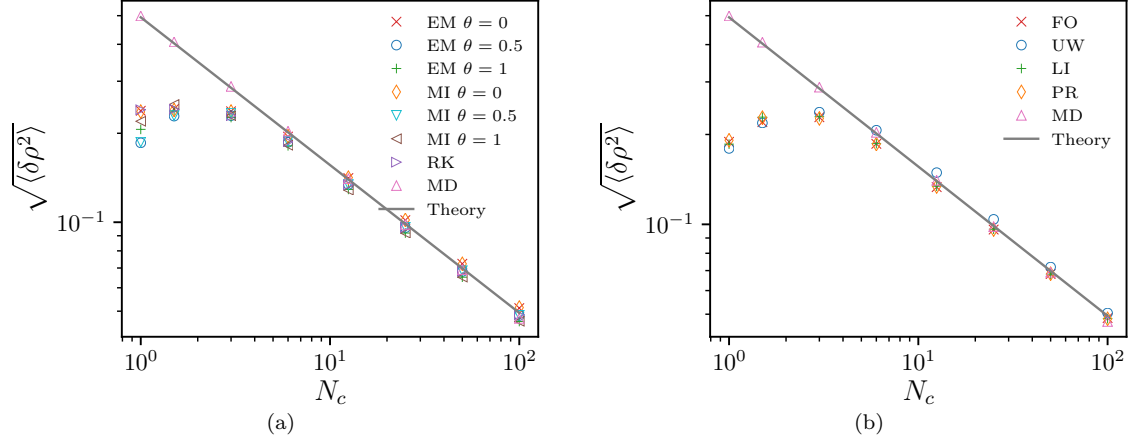 √⟨δρ²⟩
10⁻¹
10⁰
10¹
10²
N_c
EM θ = 0
EM θ = 0.5
EM θ = 1
MI θ = 0
MI θ = 0.5
MI θ = 1
RK
MD
Theory
(a)
√⟨δρ²⟩
10⁻¹
10⁰
10¹
10²
N_c
FO
UW
LI
PR
MD
Theory
(b)